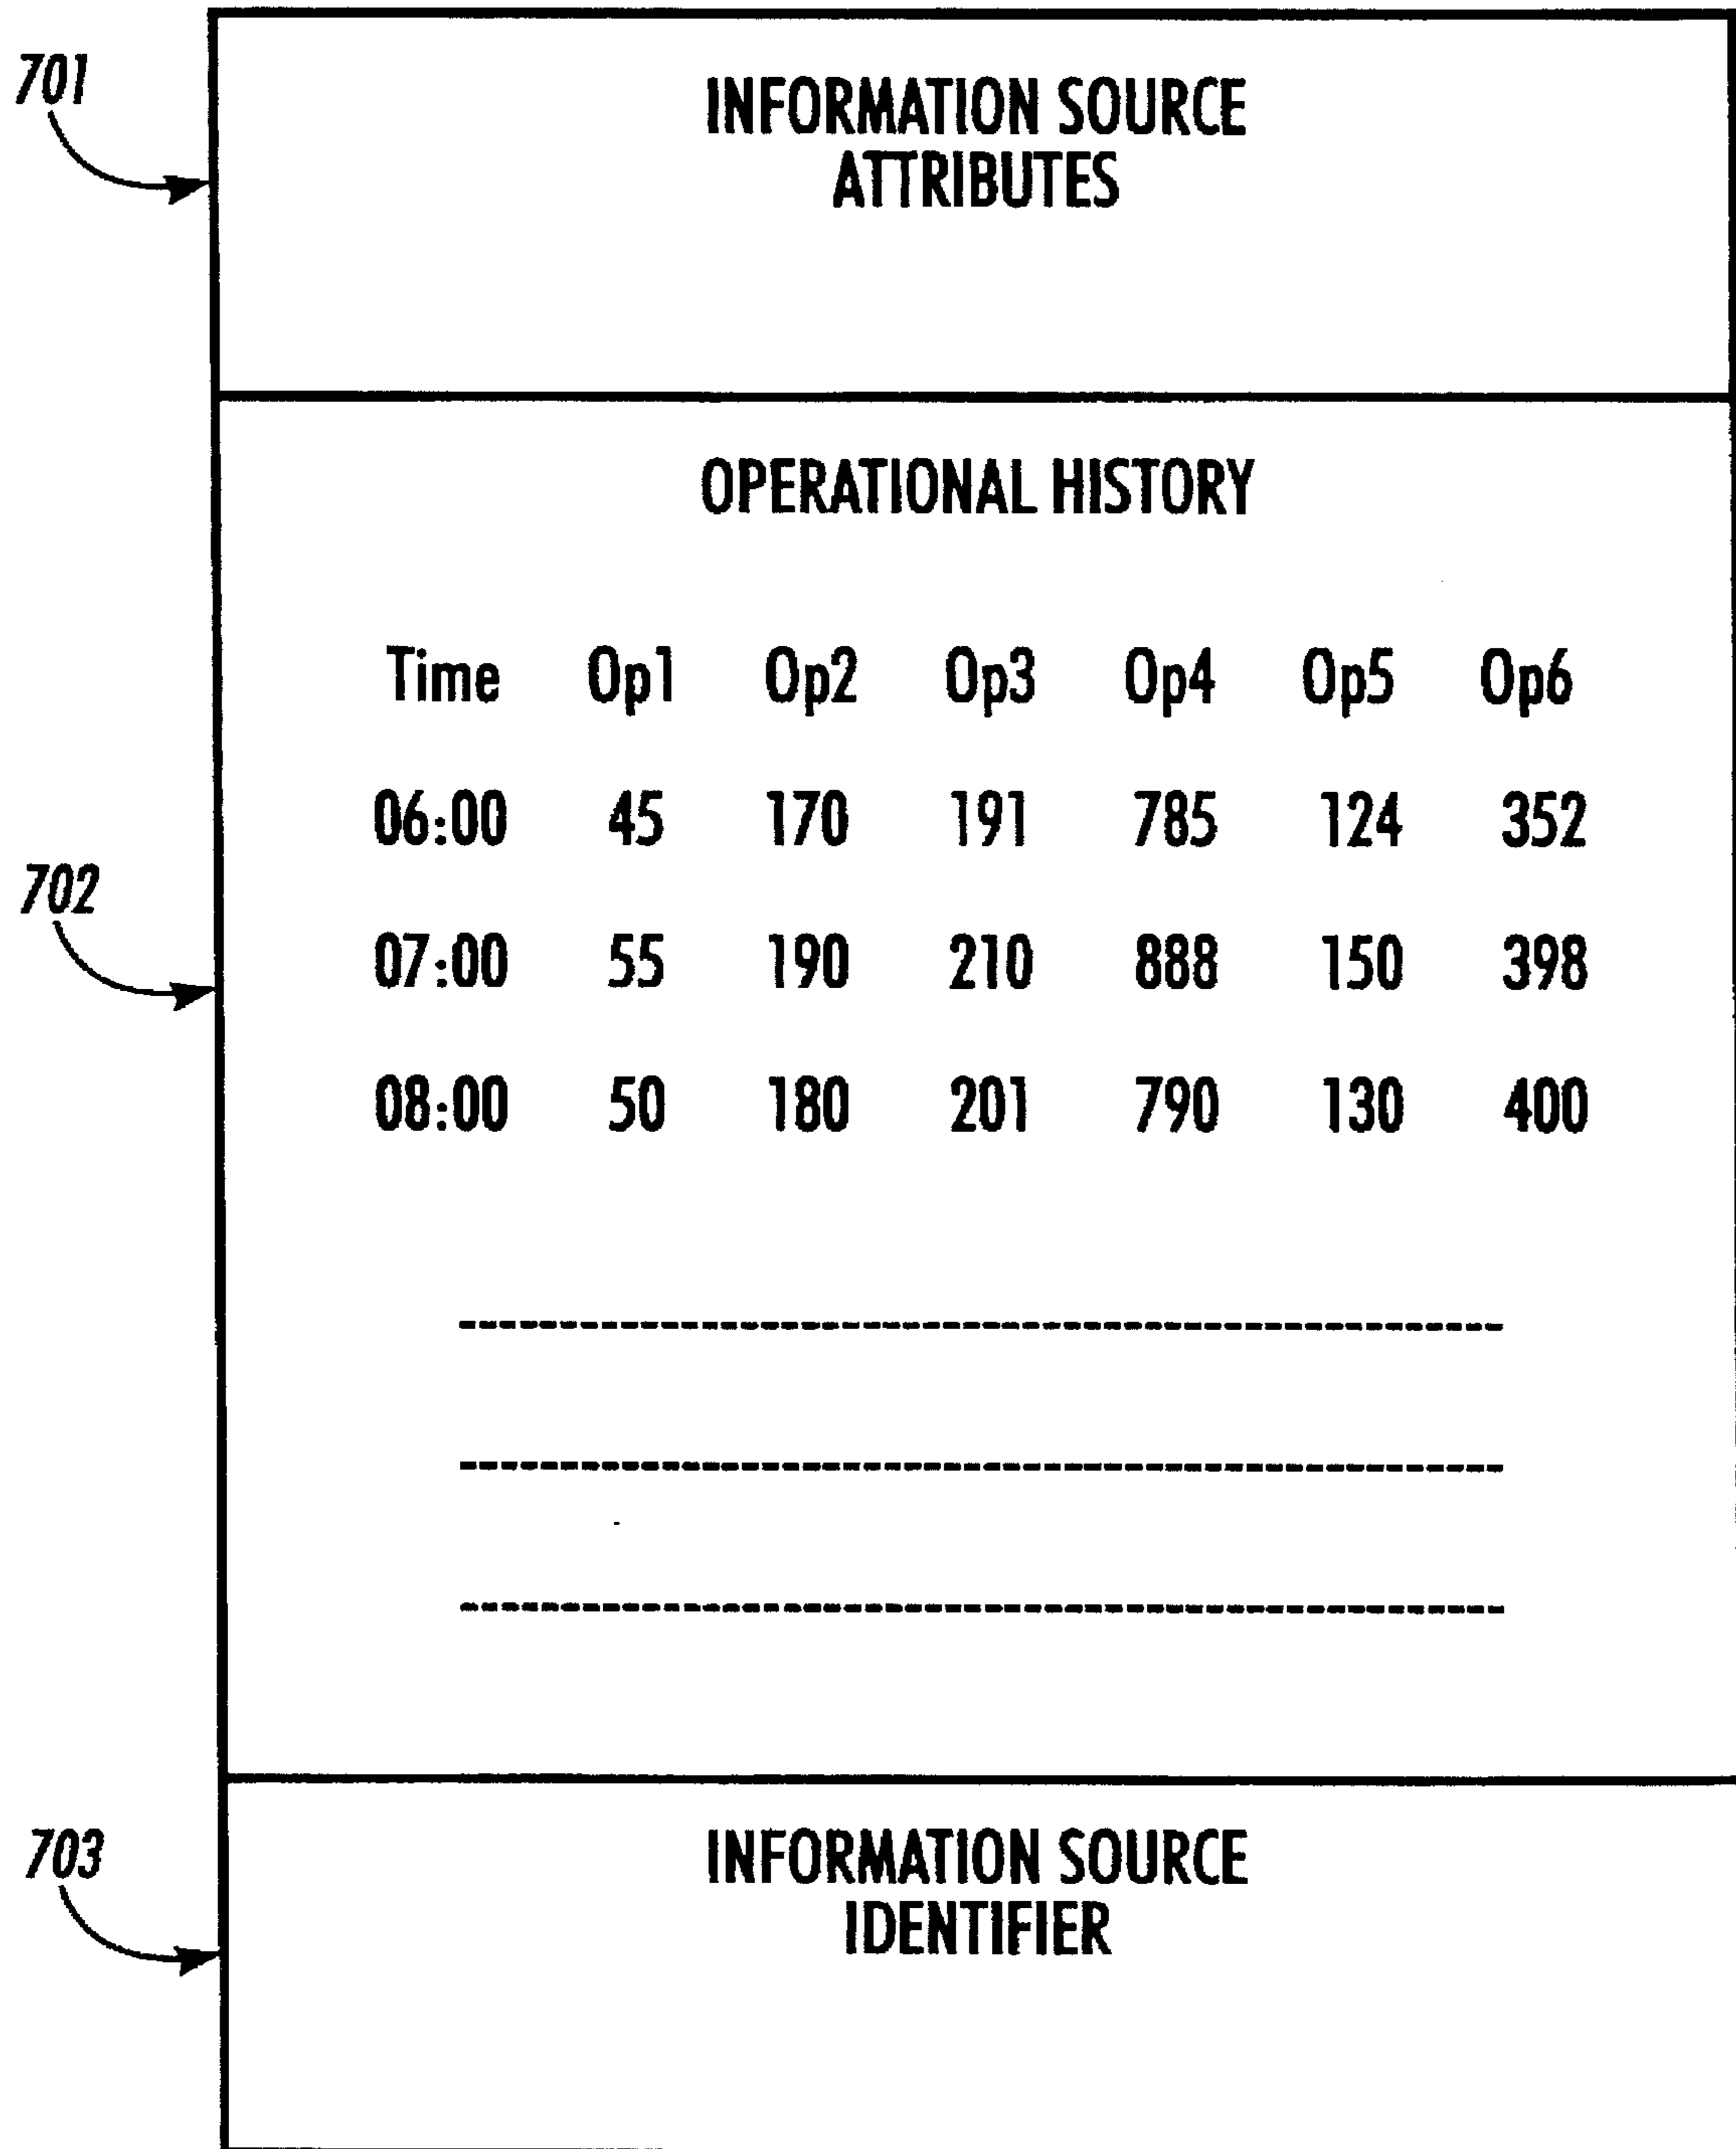 701
INFORMATION SOURCE
ATTRIBUTES
OPERATIONAL HISTORY
Time Op1 Op2 Op3 Op4 Op5 Op6
06:00 45 170 191 785 124 352
702
07:00 55 190 210 888 150 398
08:00 50 180 201 790 130 400
703
INFORMATION SOURCE
IDENTIFIER